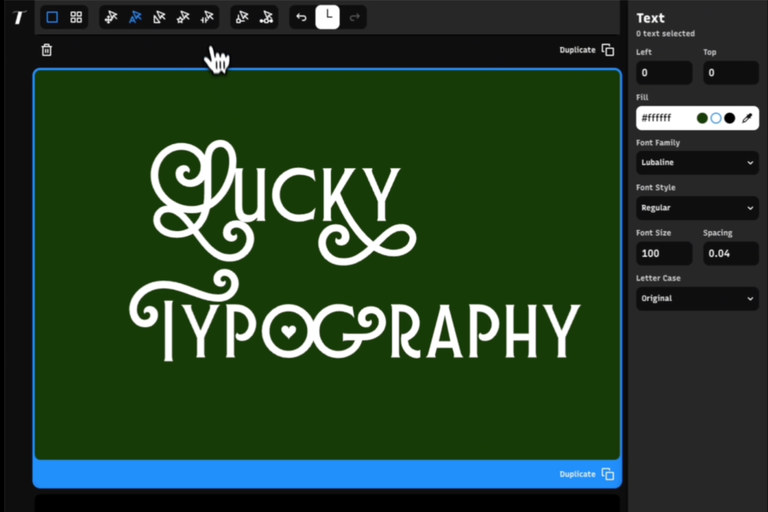 T
L
Text
0 text selected
Duplicate
Left Top
0 0
Fill
#ffffff
Font Family
Lubaline
Font Style
Regular
Font Size Spacing
100 0.04
Letter Case
Original
Lucky
Typography
Duplicate